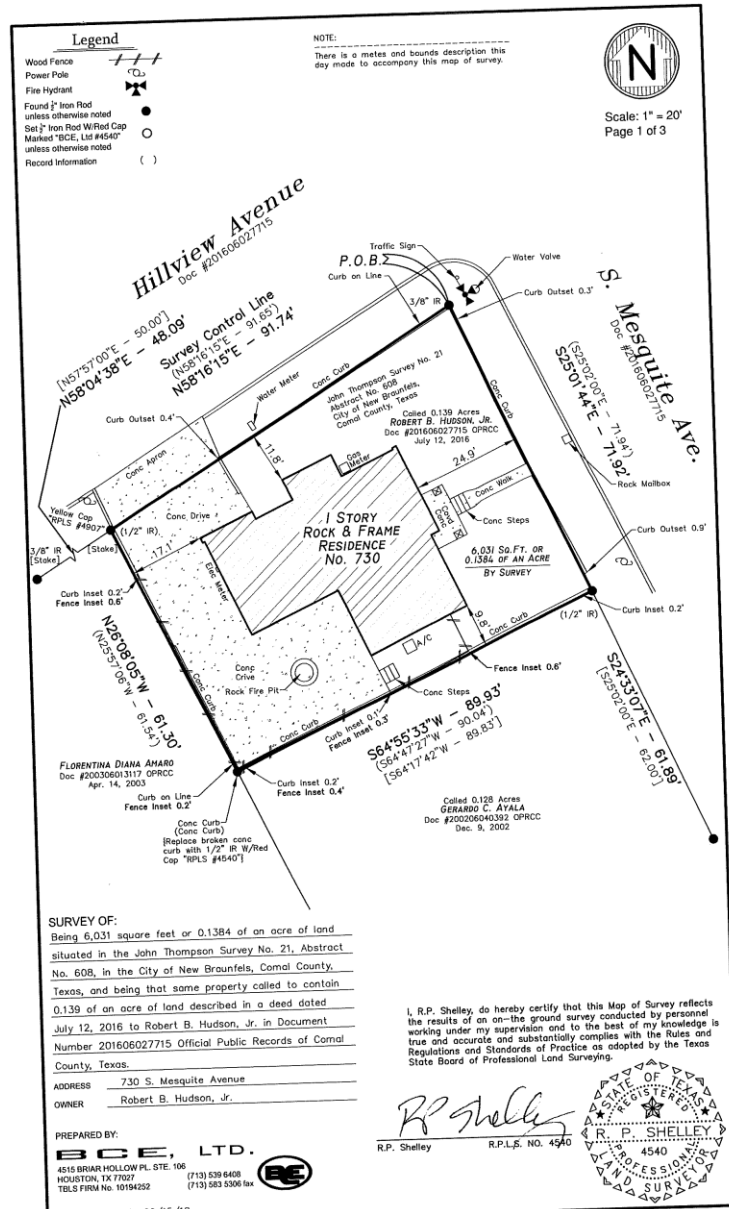 Legend
Wood Fence
Power Pole
Fire Hydrant
Found ½" Iron Rod
unless otherwise noted
Set ½" Iron Rod W/Red Cap
Marked "BCE, Ltd #4540"
unless otherwise noted
Record Information ( )
NOTE:
There is a metes and bounds description this
day made to accompany this map of survey.
N
Scale: 1" = 20'
Page 1 of 3
Hillview Avenue
Doc #201606027715
[N57°57'00"E - 50.00']
N58°04'38"E - 48.09'
Survey Control Line
(N58°16'15"E - 91.65')
N58°16'15"E - 91.74'
Traffic Sign
P.O.B.
Curb on Line
3/8" IR
Water Valve
Curb Outset 0.3'
S. Mesquite Ave.
Doc #201606027715
(S25°02'00"E - 71.94')
S25°01'44"E - 71.92'
Water Meter
Conc Curb
John Thompson Survey No. 21
Abstract No. 608
City of New Braunfels,
Comal County, Texas
Called 0.139 Acres
ROBERT B. HUDSON, JR.
Doc #201606027715 OPRCC
July 12, 2016
Conc Curb
Curb Outset 0.4'
Conc Apron
11.8'
Gas
Meter
24.9'
Rock Mailbox
Conc Walk
Covd
Conc
Conc Steps
Yellow Cap
"RPLS #4907"
(1/2" IR)
[Stake]
3/8" IR
[Stake]
Conc Drive
17.1'
1 STORY
ROCK & FRAME
RESIDENCE
No. 730
6,031 SQ.FT. OR
0.1384 OF AN ACRE
BY SURVEY
Curb Outset 0.9'
Elec Meter
Curb Inset 0.2'
Fence Inset 0.6'
(1/2" IR)
Curb Inset 0.2'
9.8'
A/C
Conc Curb
Fence Inset 0.6'
N26°08'05"W - 61.30'
(N25°57'06"W - 61.54')
Conc Curb
Conc
Drive
Rock Fire Pit
Conc Steps
Conc Curb
Curb Inset 0.1'
Fence Inset 0.3'
S64°55'33"W - 89.93'
(S64°47'27"W - 90.04')
[S64°17'42"W - 89.83']
S24°33'07"E - 61.89'
[S25°02'00"E - 62.00']
FLORENTINA DIANA AMARO
Doc #200306013117 OPRCC
Apr. 14, 2003
Curb on Line
Fence Inset 0.2'
Curb Inset 0.2'
Fence Inset 0.4'
Conc Curb
(Conc Curb)
[Replace broken conc
curb with 1/2" IR W/Red
Cap "RPLS #4540"]
Called 0.128 Acres
GERARDO C. AYALA
Doc #200206040392 OPRCC
Dec. 9, 2002
SURVEY OF:
Being 6,031 square feet or 0.1384 of an acre of land
situated in the John Thompson Survey No. 21, Abstract
No. 608, in the City of New Braunfels, Comal County,
Texas, and being that same property called to contain
0.139 of an acre of land described in a deed dated
July 12, 2016 to Robert B. Hudson, Jr. in Document
Number 201606027715 Official Public Records of Comal
County, Texas.
ADDRESS 730 S. Mesquite Avenue
OWNER Robert B. Hudson, Jr.
I, R.P. Shelley, do hereby certify that this Map of Survey reflects
the results of an on-the ground survey conducted by personnel
working under my supervision and to the best of my knowledge is
true and accurate and substantially complies with the Rules and
Regulations and Standards of Practice as adopted by the Texas
State Board of Professional Land Surveying.
RP Shelley
R.P. Shelley R.P.L.S. NO. 4540
STATE OF TEXAS
REGISTERED
R. P. SHELLEY
4540
PROFESSIONAL
LAND SURVEYOR
PREPARED BY:
BCE, LTD.
4515 BRIAR HOLLOW PL. STE. 106
HOUSTON, TX 77027 (713) 539 6408
TBLS FIRM No. 10194252 (713) 583 5306 fax
BCE